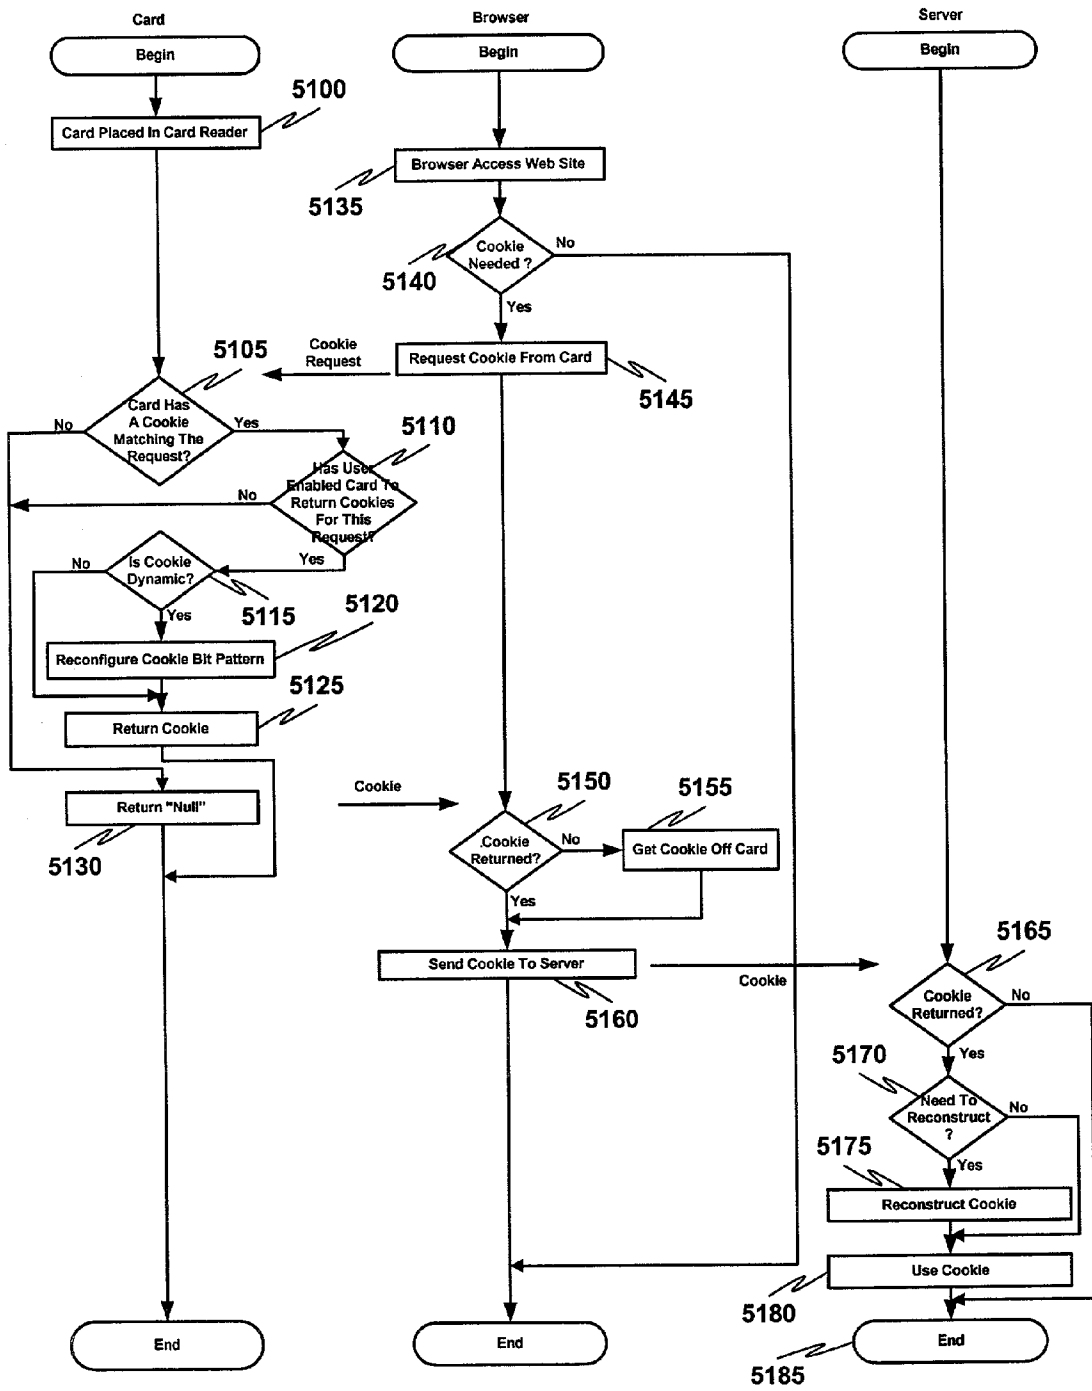 Card
Browser
Server
Begin
Begin
Begin
5100
Card Placed In Card Reader
Browser Access Web Site
5135
Cookie
Needed ?
No
5140
Yes
Cookie
Request
Request Cookie From Card
5145
5105
Card Has
A Cookie
Matching The
Request?
No
Yes
5110
Has User
Enabled Card To
Return Cookies
For This
Request?
No
Yes
Is Cookie
Dynamic?
No
5115
Yes
5120
Reconfigure Cookie Bit Pattern
5125
Return Cookie
Return "Null"
5130
Cookie
5150
5155
Cookie
Returned?
No
Get Cookie Off Card
Yes
Send Cookie To Server
5160
Cookie
5165
Cookie
Returned?
No
Yes
5170
Need To
Reconstruct
?
No
Yes
5175
Reconstruct Cookie
Use Cookie
5180
End
End
End
5185